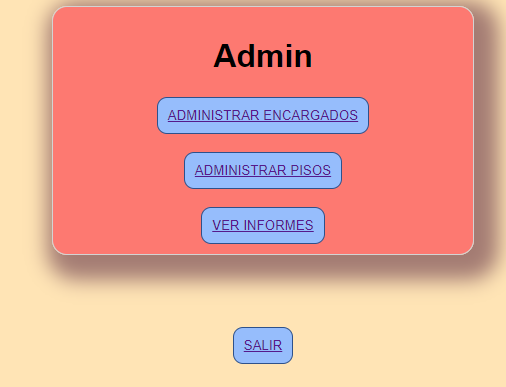 Admin
ADMINISTRAR ENCARGADOS
ADMINISTRAR PISOS
VER INFORMES
SALIR